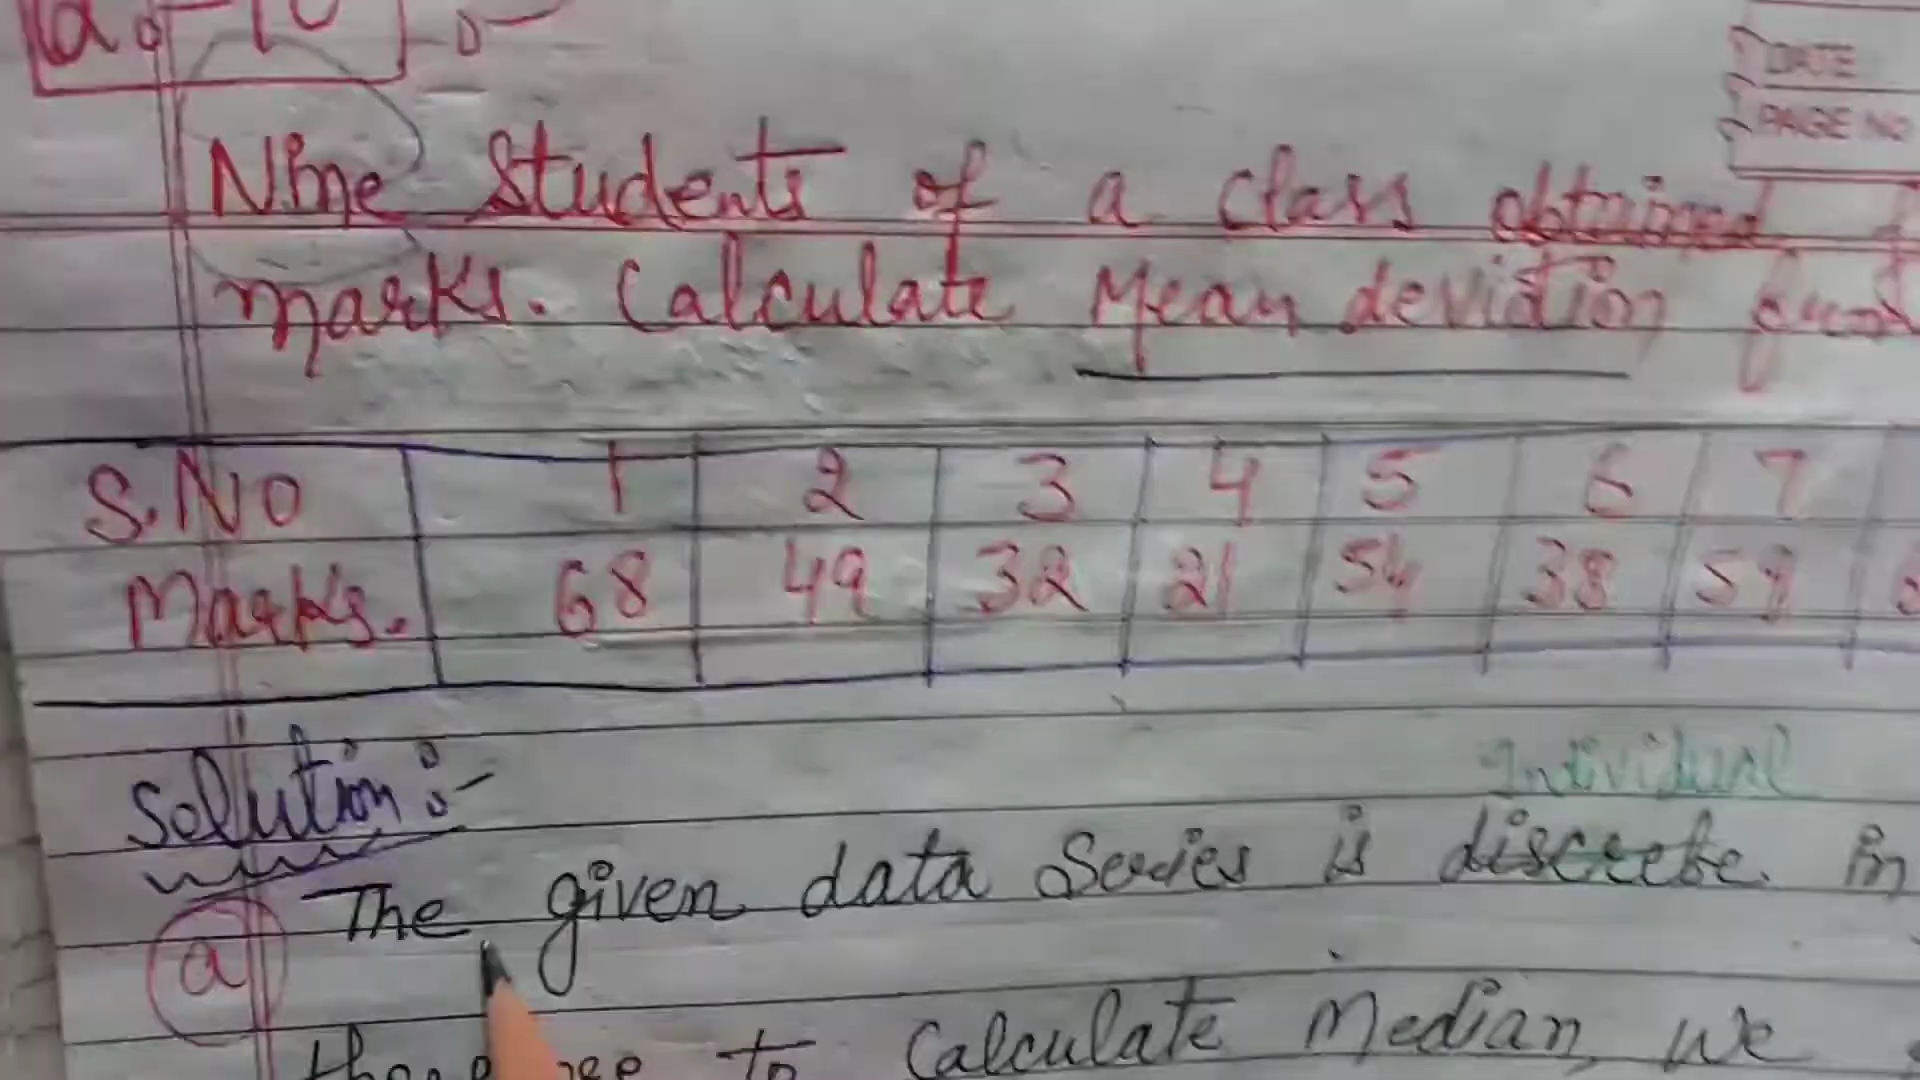 DATE
PAGE NO
Nine Students of a class obtained
marks. Calculate Mean deviation
S.No 1 2 3 4 5 6 7
Marks. 68 49 32 21 54 38 59
Solution :-
Individual
a The given data Series is discrete. in
to Calculate Median, we